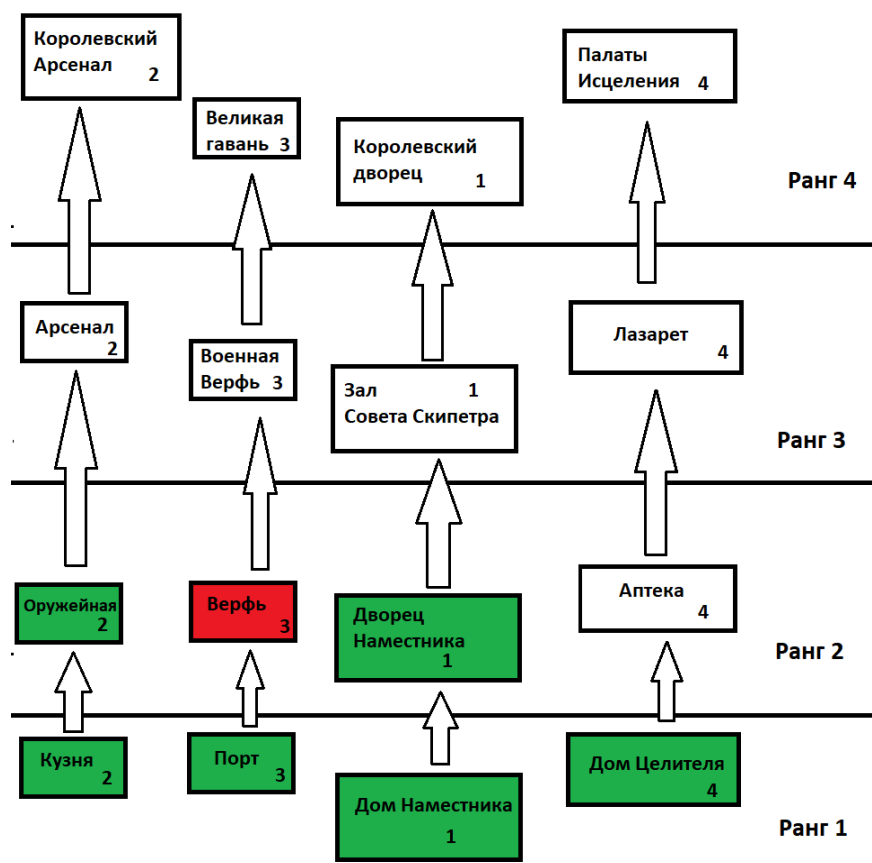 Королевский
Арсенал 2
Великая
гавань 3
Королевский
дворец 1
Палаты
Исцеления 4
Ранг 4
Арсенал
2
Военная
Верфь 3
Зал 1
Совета Скипетра
Лазарет
4
Ранг 3
Оружейная
2
Верфь
3
Дворец
Наместника
1
Аптека
4
Ранг 2
Кузня
2
Порт
3
Дом Наместника
1
Дом Целителя
4
Ранг 1